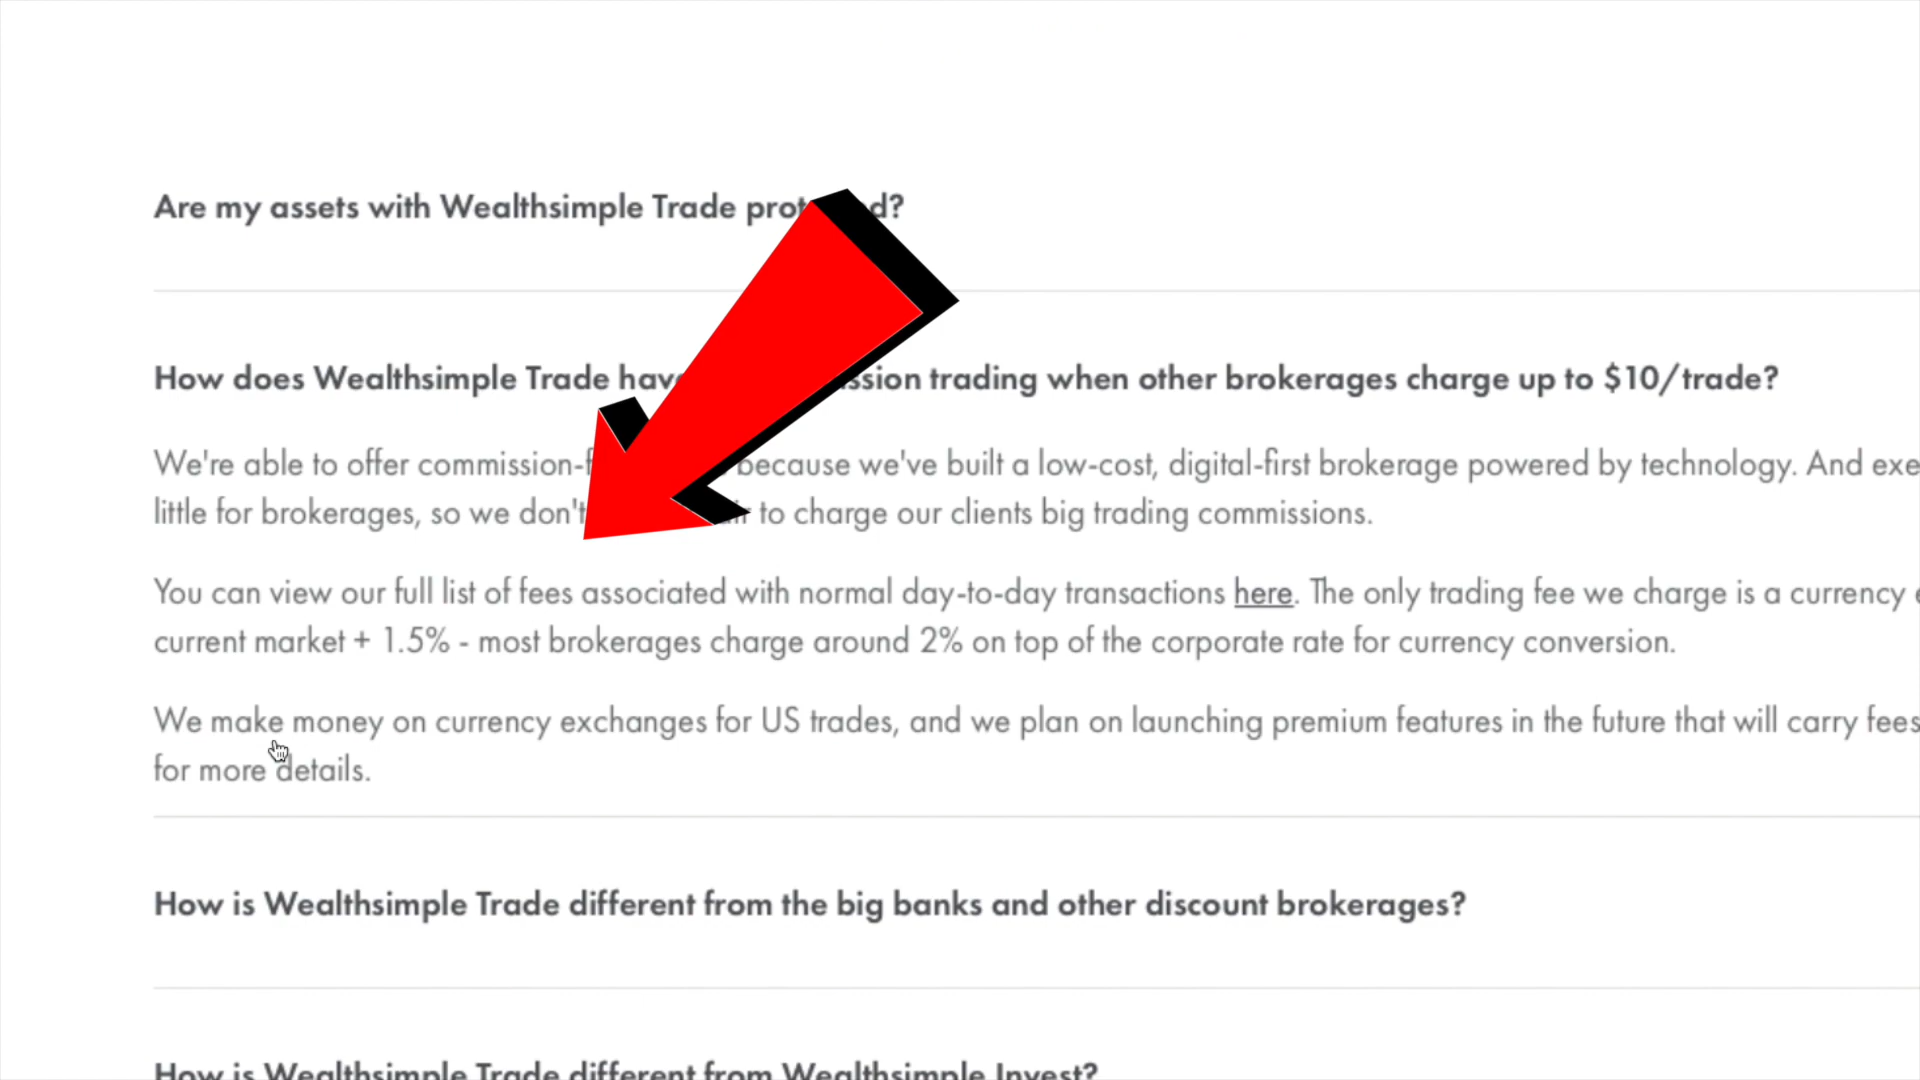 Are my assets with Wealthsimple Trade
How does Wealthsimple Trade trading when other brokerages charge up to $10/trade?
We're able to offer because we've built a low-cost, digital-first brokerage powered by technology. And
little for brokerages, so we don't to charge our clients big trading commissions.
You can view our full list of fees associated with normal day-to-day transactions here. The only trading fee we charge is a currency
current market + 1.5% - most brokerages charge around 2% on top of the corporate rate for currency conversion.
We make money on currency exchanges for US trades, and we plan on launching premium features in the future that will carry fees
for more details.
How is Wealthsimple Trade different from the big banks and other discount brokerages?
How is Wealthsimple Trade different from Wealthsimple Invest?